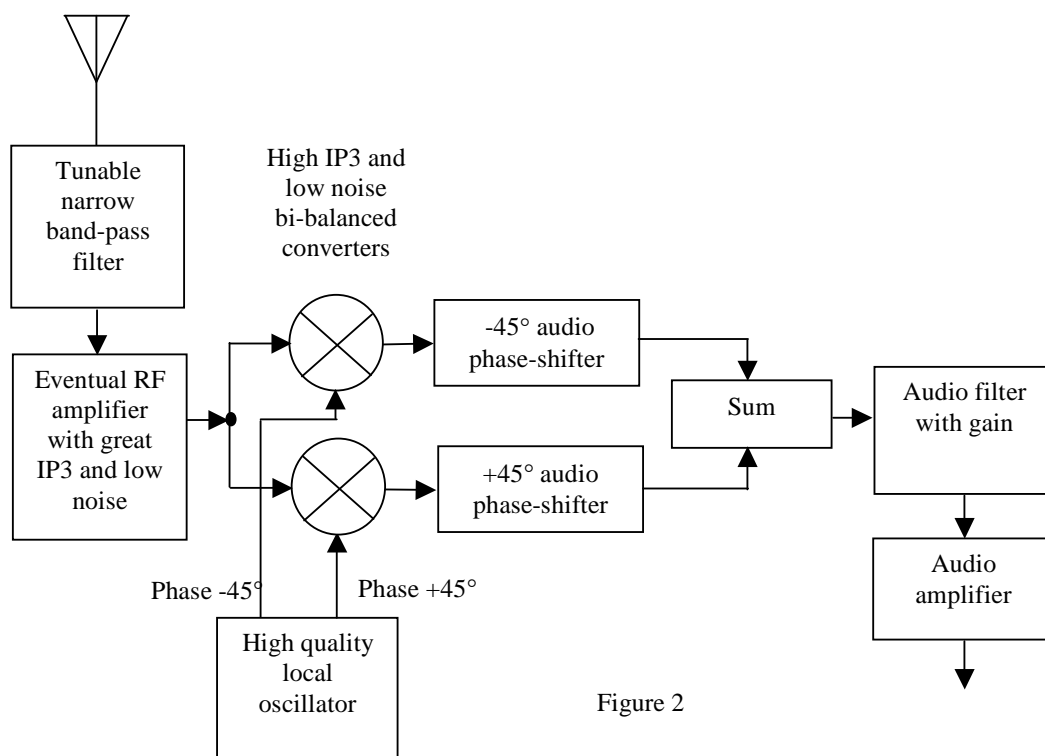 Tunable
narrow
band-pass
filter
High IP3 and
low noise
bi-balanced
converters
Eventual RF
amplifier
with great
IP3 and low
noise
-45° audio
phase-shifter
+45° audio
phase-shifter
Sum
Audio filter
with gain
Audio
amplifier
Phase -45°
Phase +45°
High quality
local
oscillator
Figure 2